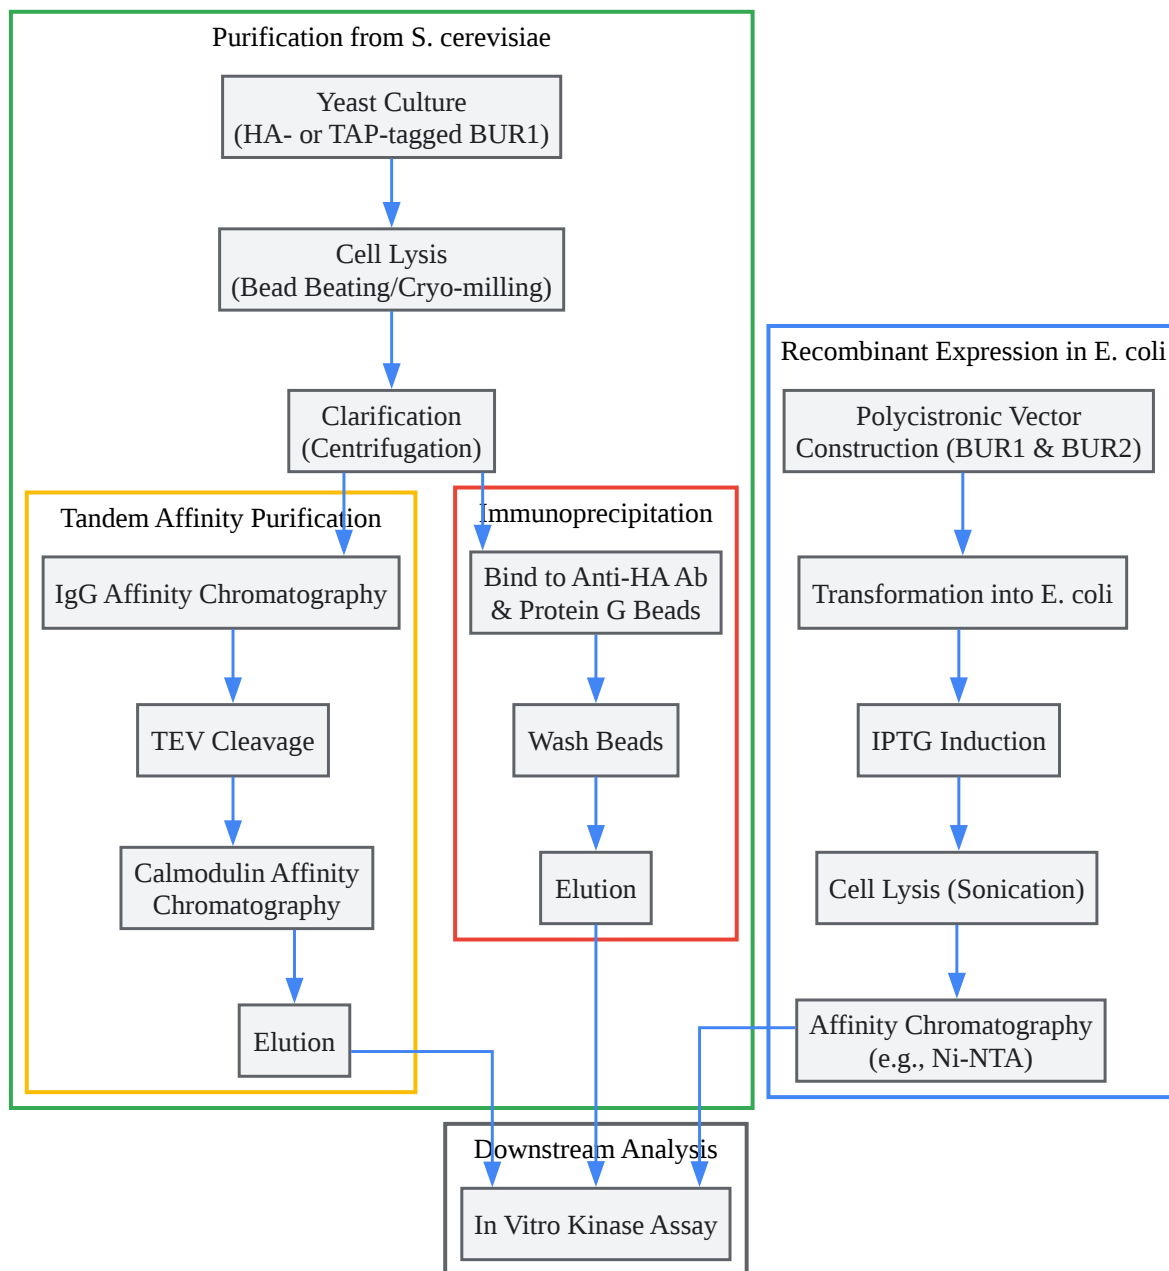 Purification from S. cerevisiae
Yeast Culture
(HA- or TAP-tagged BUR1)
Cell Lysis
(Bead Beating/Cryo-milling)
Clarification
(Centrifugation)
Tandem Affinity Purification
IgG Affinity Chromatography
TEV Cleavage
Calmodulin Affinity
Chromatography
Elution
Immunoprecipitation
Bind to Anti-HA Ab
& Protein G Beads
Wash Beads
Elution
Recombinant Expression in E. coli
Polycistronic Vector
Construction (BUR1 & BUR2)
Transformation into E. coli
IPTG Induction
Cell Lysis (Sonication)
Affinity Chromatography
(e.g., Ni-NTA)
Downstream Analysis
In Vitro Kinase Assay